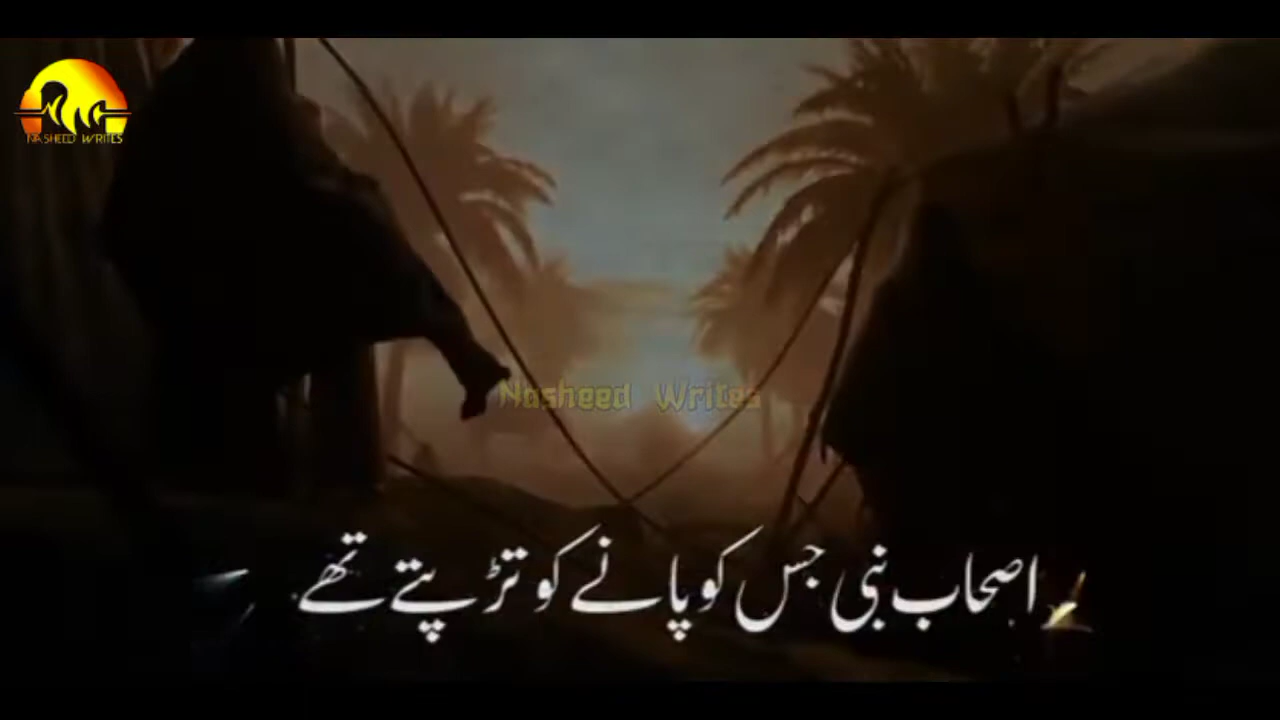 NASHEED WRITES
Nasheed Writes
اصحاب نبی جس کو پانے کو تڑپتے تھے